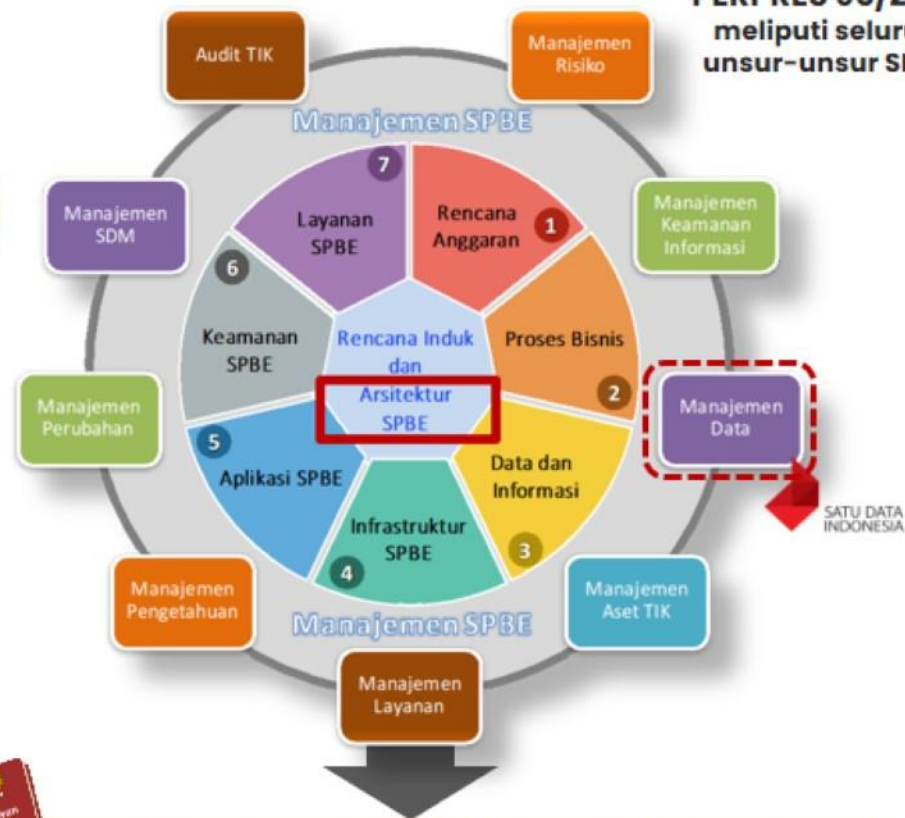 meliputi
unsur-unsur
Audit TIK
Manajemen
Risiko
Manajemen SPBE
Manajemen
SDM
Manajemen
Keamanan
Informasi
7
Layanan
SPBE
Rencana
Anggaran
1
6
Keamanan
SPBE
Rencana Induk
dan
Arsitektur
SPBE
Proses Bisnis
2
Manajemen
Perubahan
Manajemen
Data
5
Aplikasi SPBE
Data dan
Informasi
3
SATU DATA
INDONESIA
Infrastruktur
SPBE
4
Manajemen
Pengetahuan
Manajemen
Aset TIK
Manajemen SPBE
Manajemen
Layanan